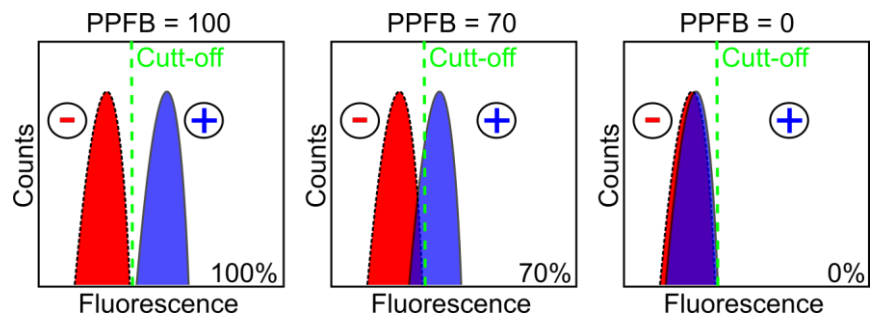 PPFB = 100
Cutt-off
-
+
Counts
100%
Fluorescence
PPFB = 70
Cutt-off
-
+
Counts
70%
Fluorescence
PPFB = 0
Cutt-off
-
+
Counts
0%
Fluorescence